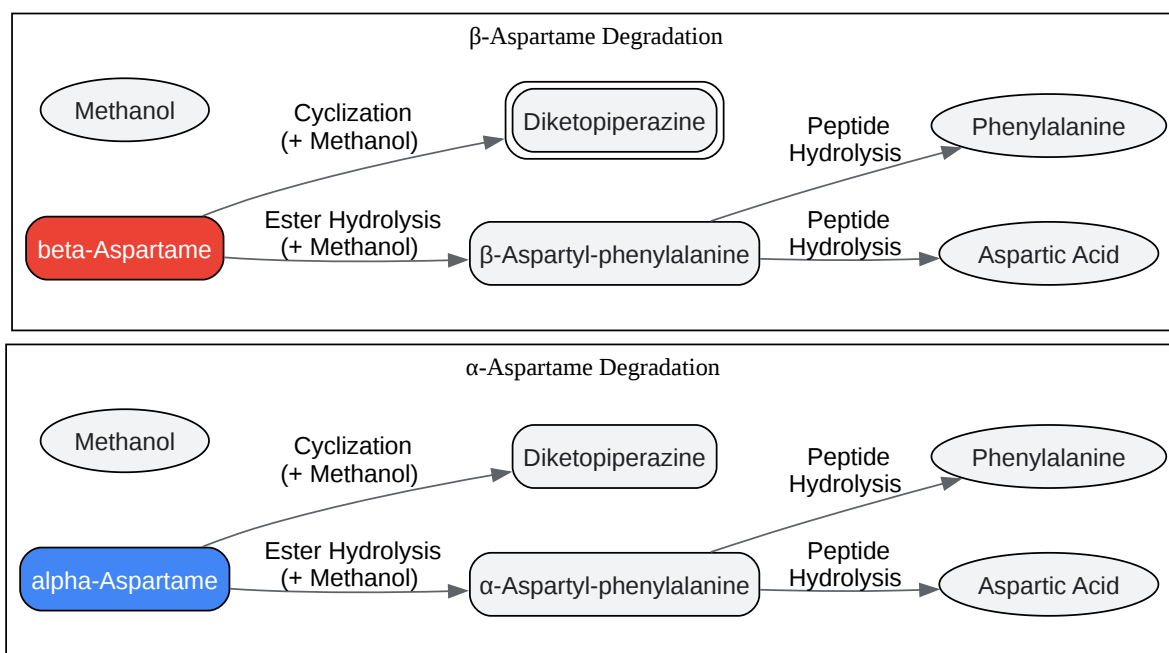 β-Aspartame Degradation
Methanol
Cyclization
(+ Methanol)
Diketopiperazine
Peptide
Hydrolysis
Phenylalanine
beta-Aspartame
Ester Hydrolysis
(+ Methanol)
β-Aspartyl-phenylalanine
Peptide
Hydrolysis
Aspartic Acid
α-Aspartame Degradation
Methanol
Cyclization
(+ Methanol)
Diketopiperazine
Peptide
Hydrolysis
Phenylalanine
alpha-Aspartame
Ester Hydrolysis
(+ Methanol)
α-Aspartyl-phenylalanine
Peptide
Hydrolysis
Aspartic Acid